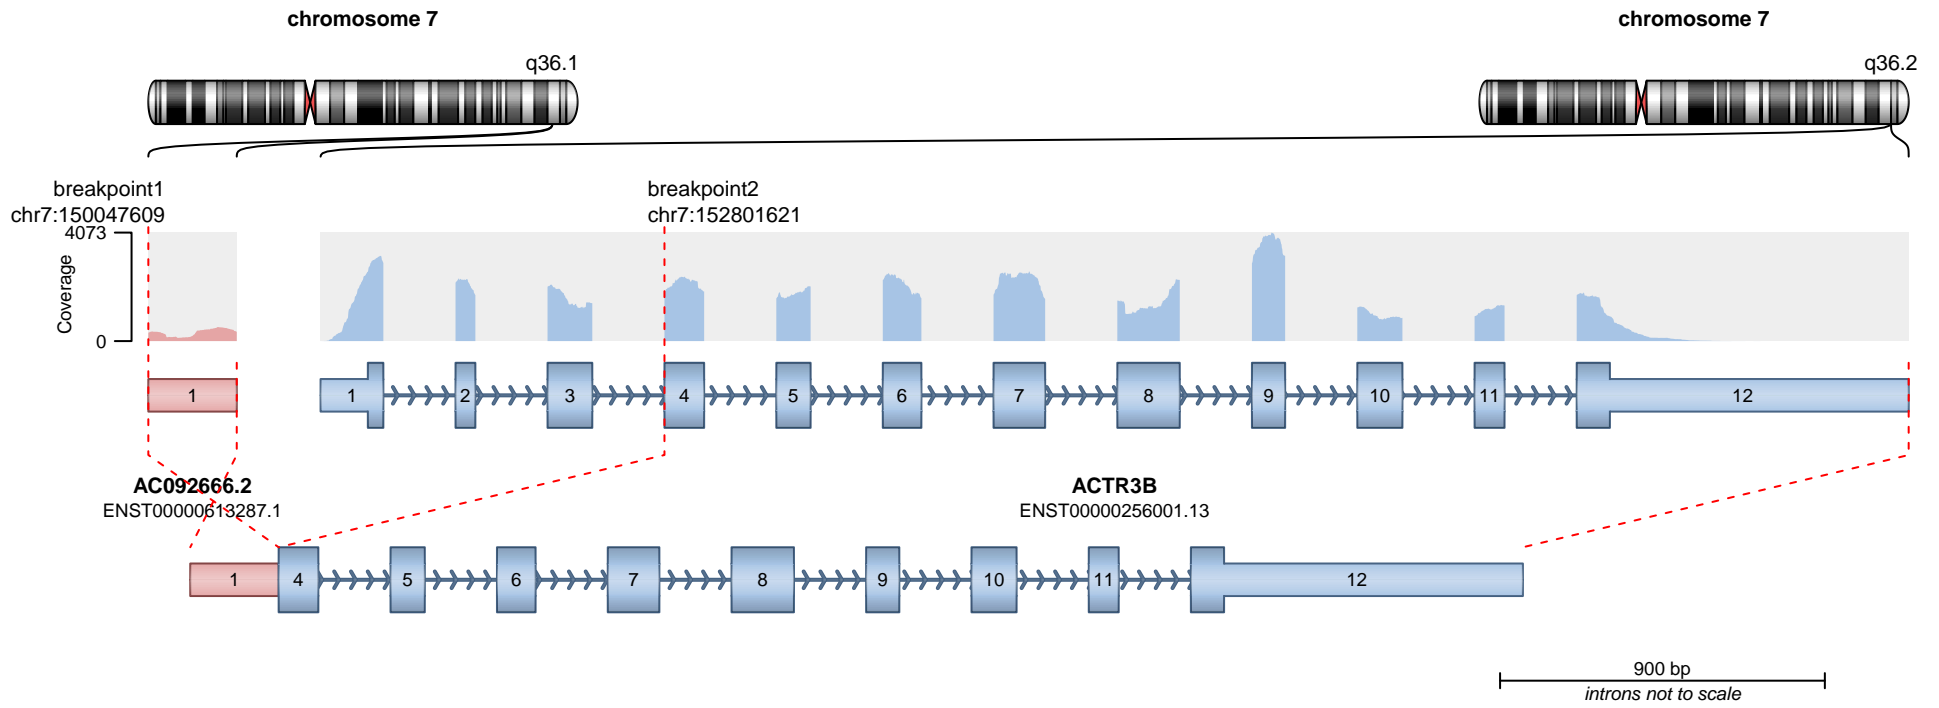 chromosome 7
chromosome 7
q36.1
q36.2
breakpoint1
chr7:150047609
breakpoint2
chr7:152801621
4073
Coverage
0
1
1
2
3
4
5
6
7
8
9
10
11
12
AC092666.2
ENST00000613287.1
ACTR3B
ENST00000256001.13
1
4
5
6
7
8
9
10
11
12
900 bp
introns not to scale